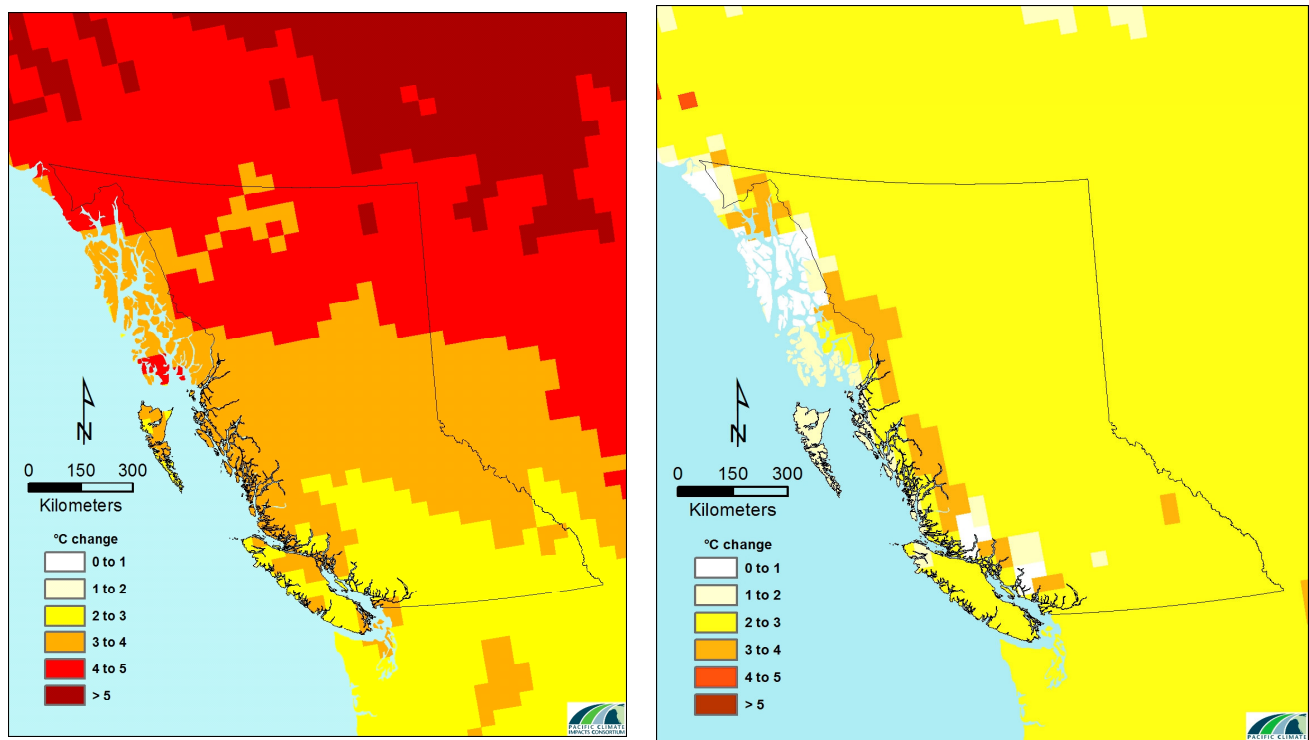 N
0 150 300
Kilometers
°C change
0 to 1
1 to 2
2 to 3
3 to 4
4 to 5
> 5
PACIFIC CLIMATE
IMPACTS CONSORTIUM
N
0 150 300
Kilometers
°C change
0 to 1
1 to 2
2 to 3
3 to 4
4 to 5
> 5
PACIFIC CLIMATE